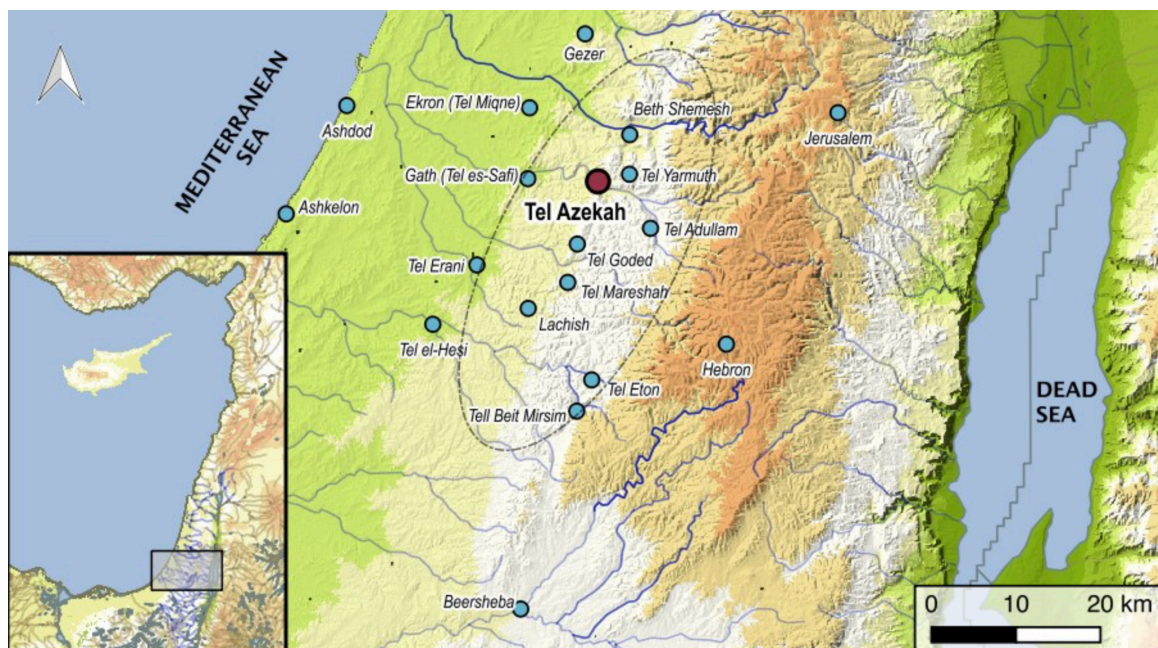 MEDITERRANEAN
SEA
Gezer
Ekron (Tel Miqne)
Beth Shemesh
Ashdod
Jerusalem
Gath (Tel es-Safi)
Tel Yarmuth
Tel Azekah
Ashkelon
Tel Adullam
Tel Goded
Tel Erani
Tel Mareshah
Lachish
Tel el-Hesi
Hebron
Tel Eton
DEAD
SEA
Tell Beit Mirsim
Beersheba
0 10 20 km